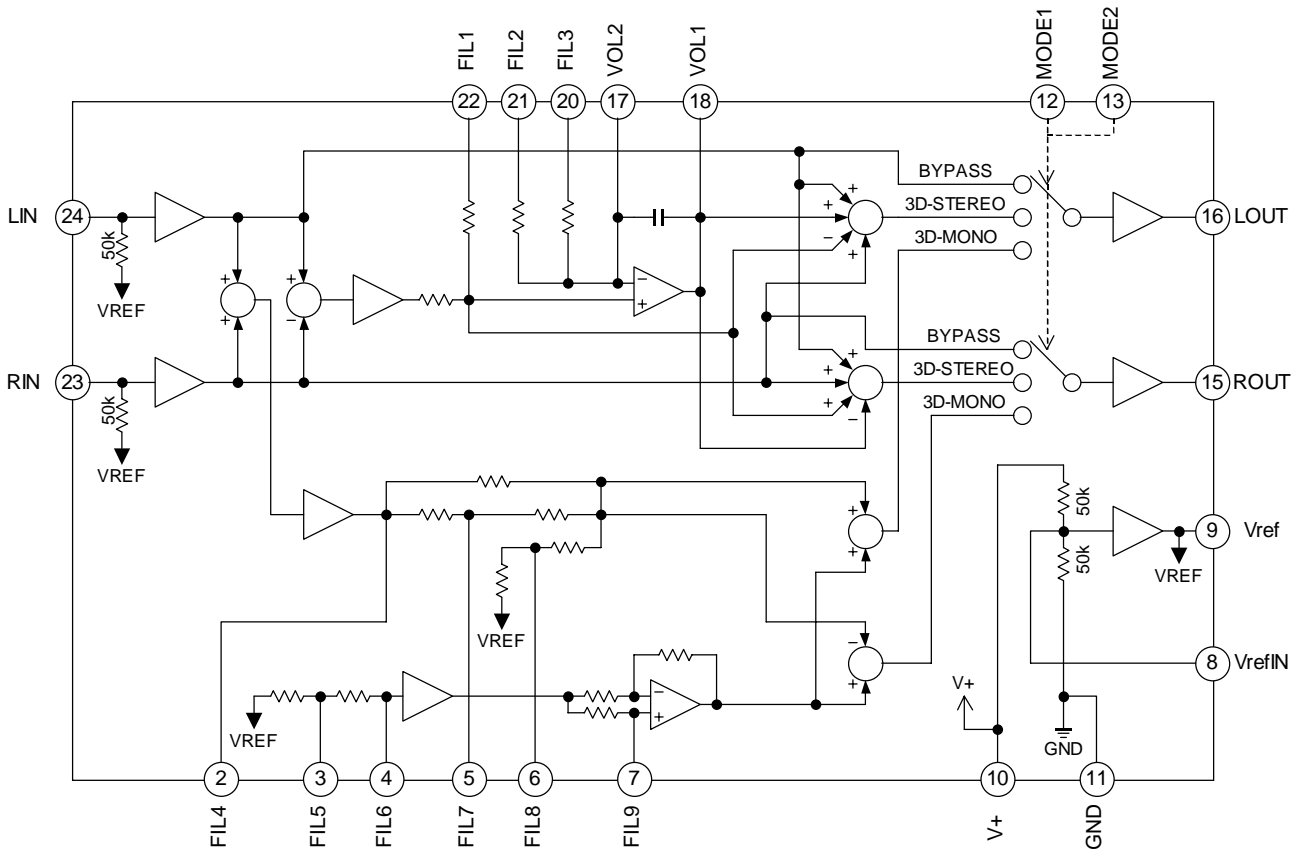 FIL1
FIL2
FIL3
VOL2
VOL1
MODE1
MODE2
22
21
20
17
18
12
13
LIN
24
50k
VREF
+
+
+
-
-
+
+
+
-
+
BYPASS
3D-STEREO
3D-MONO
16
LOUT
RIN
23
50k
VREF
+
+
+
-
BYPASS
3D-STEREO
3D-MONO
15
ROUT
+
+
VREF
50k
50k
9
Vref
VREF
-
+
8
VrefIN
VREF
-
+
V+
GND
2
3
4
5
6
7
10
11
FIL4
FIL5
FIL6
FIL7
FIL8
FIL9
V+
GND